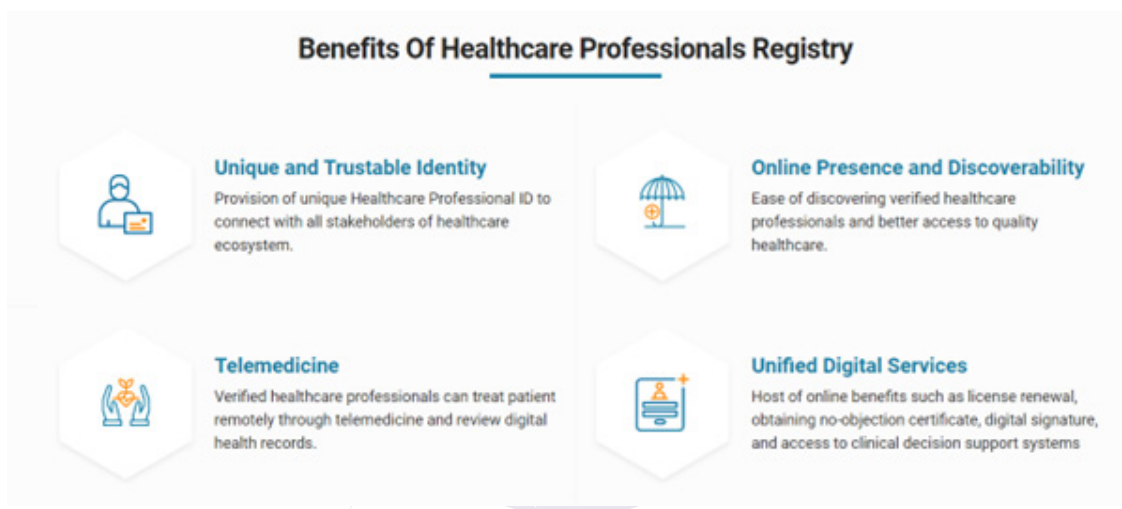 Benefits Of Healthcare Professionals Registry
Unique and Trustable Identity
Provision of unique Healthcare Professional ID to
connect with all stakeholders of healthcare
ecosystem.
Online Presence and Discoverability
Ease of discovering verified healthcare
professionals and better access to quality
healthcare.
Telemedicine
Verified healthcare professionals can treat patient
remotely through telemedicine and review digital
health records.
Unified Digital Services
Host of online benefits such as license renewal,
obtaining no-objection certificate, digital signature,
and access to clinical decision support systems